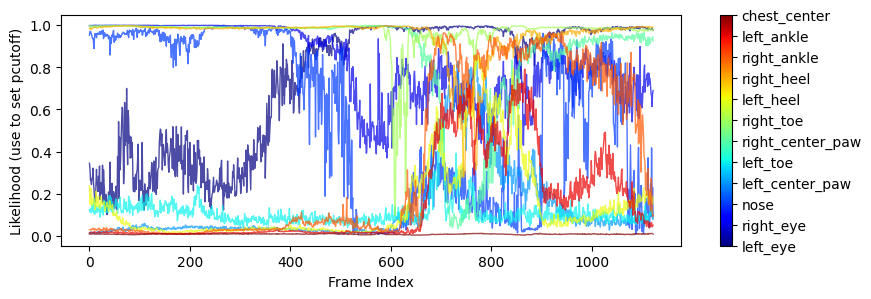 1.0
0.8
0.6
0.4
0.2
0.0
Likelihood (use to set pcutoff)
0
200
400
600
800
1000
Frame Index
chest_center
left_ankle
right_ankle
right_heel
left_heel
right_toe
right_center_paw
left_toe
left_center_paw
nose
right_eye
left_eye